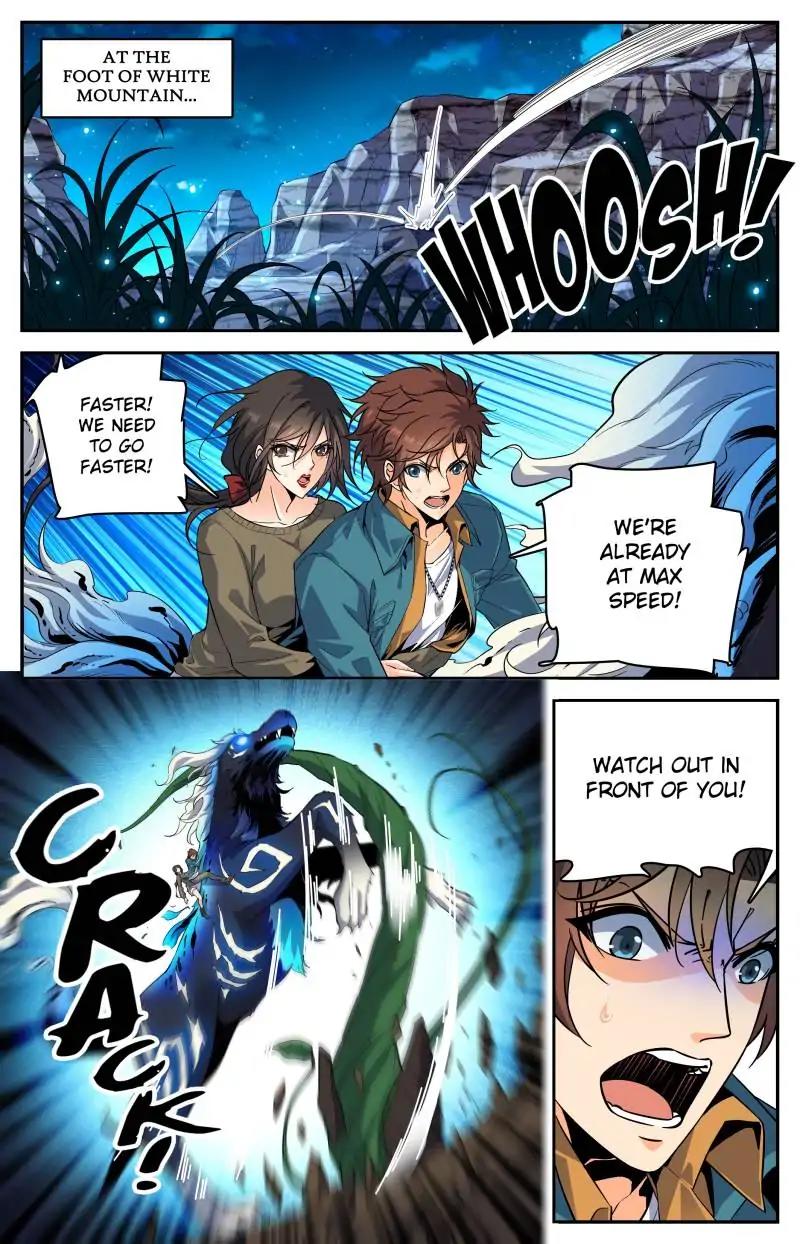 AT THE
FOOT OF WHITE
MOUNTAIN...
WHOOSH!
FASTER!
WE NEED
TO GO
FASTER!
WE'RE
ALREADY
AT MAX
SPEED!
CRACK!
WATCH OUT IN
FRONT OF YOU!